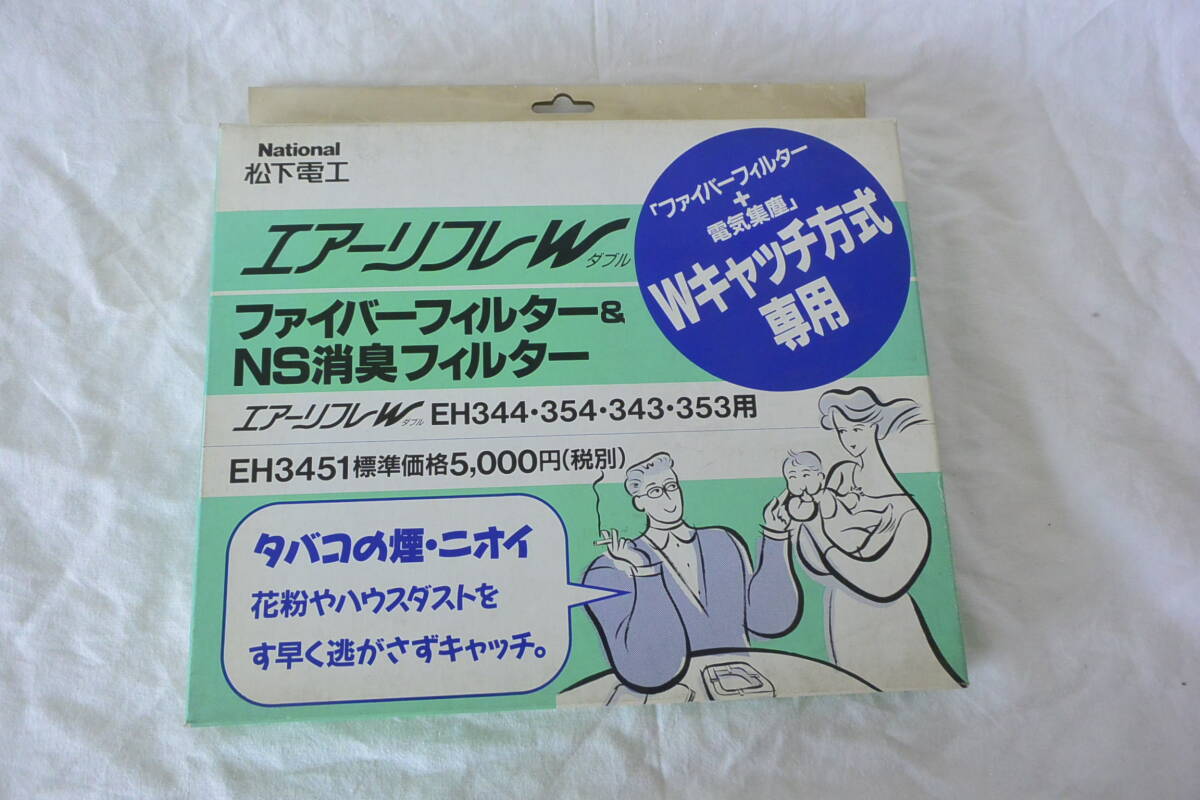 National
松下電工
エアーリフレW
ダブル
ファイバーフィルター&
NS消臭フィルター
「ファイバーフィルター
+
電気集塵」
Wキャッチ方式
専用
エアーリフレW ダブル EH344・354・343・353用
EH3451標準価格5,000円(税別)
タバコの煙・ニオイ
花粉やハウスダストを
す早く逃がさずキャッチ。